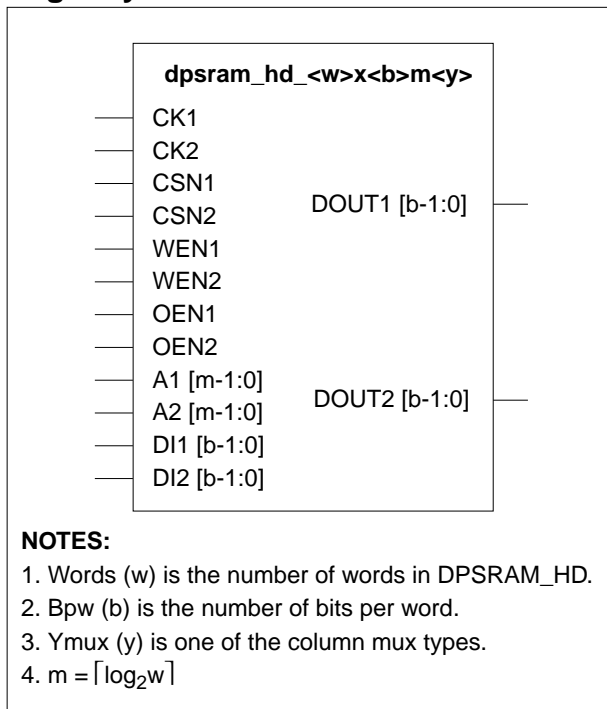 dpsram_hd_<w>x<b>m<y>
CK1
CK2
CSN1
CSN2
WEN1
WEN2
OEN1
OEN2
A1 [m-1:0]
A2 [m-1:0]
DI1 [b-1:0]
DI2 [b-1:0]
DOUT1 [b-1:0]
DOUT2 [b-1:0]
NOTES:
1. Words (w) is the number of words in DPSRAM_HD.
2. Bpw (b) is the number of bits per word.
3. Ymux (y) is one of the column mux types.
4. m = ⌈log₂w⌉